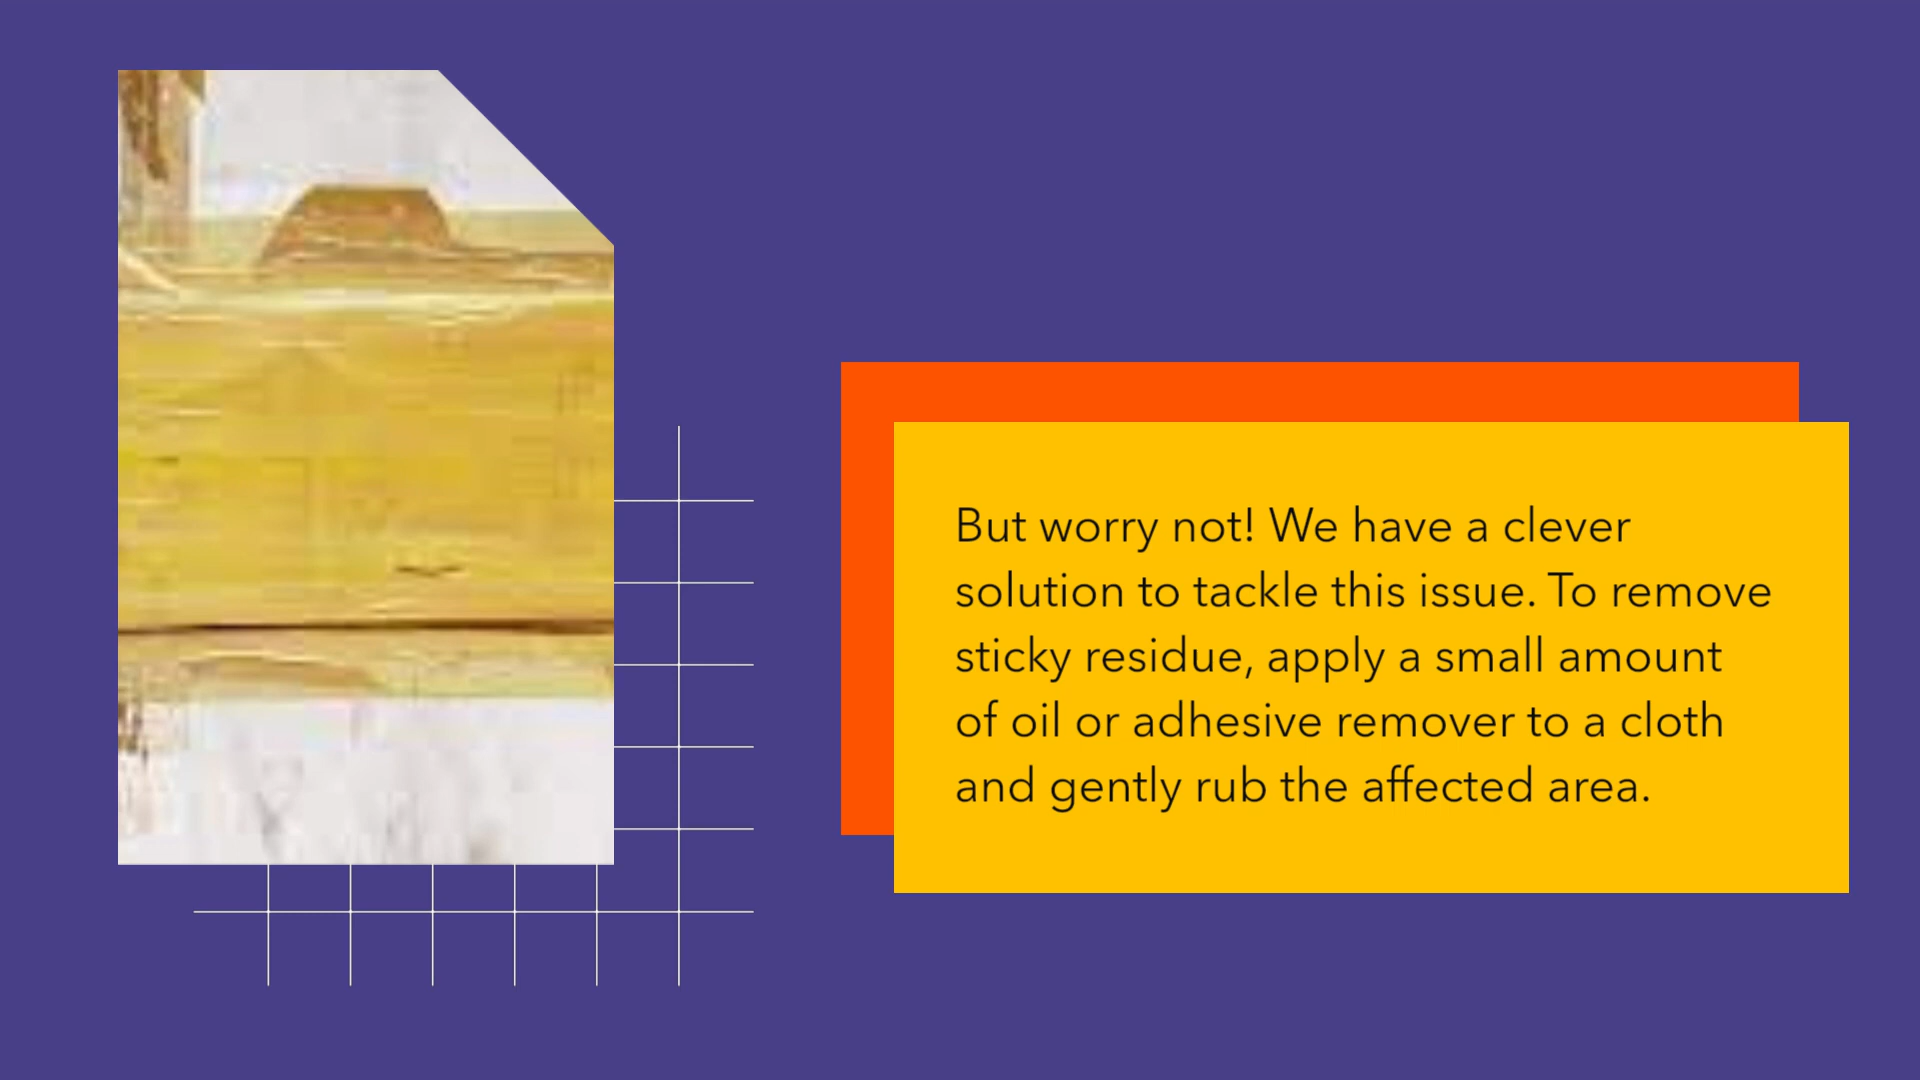 But worry not! We have a clever
solution to tackle this issue. To remove
sticky residue, apply a small amount
of oil or adhesive remover to a cloth
and gently rub the affected area.